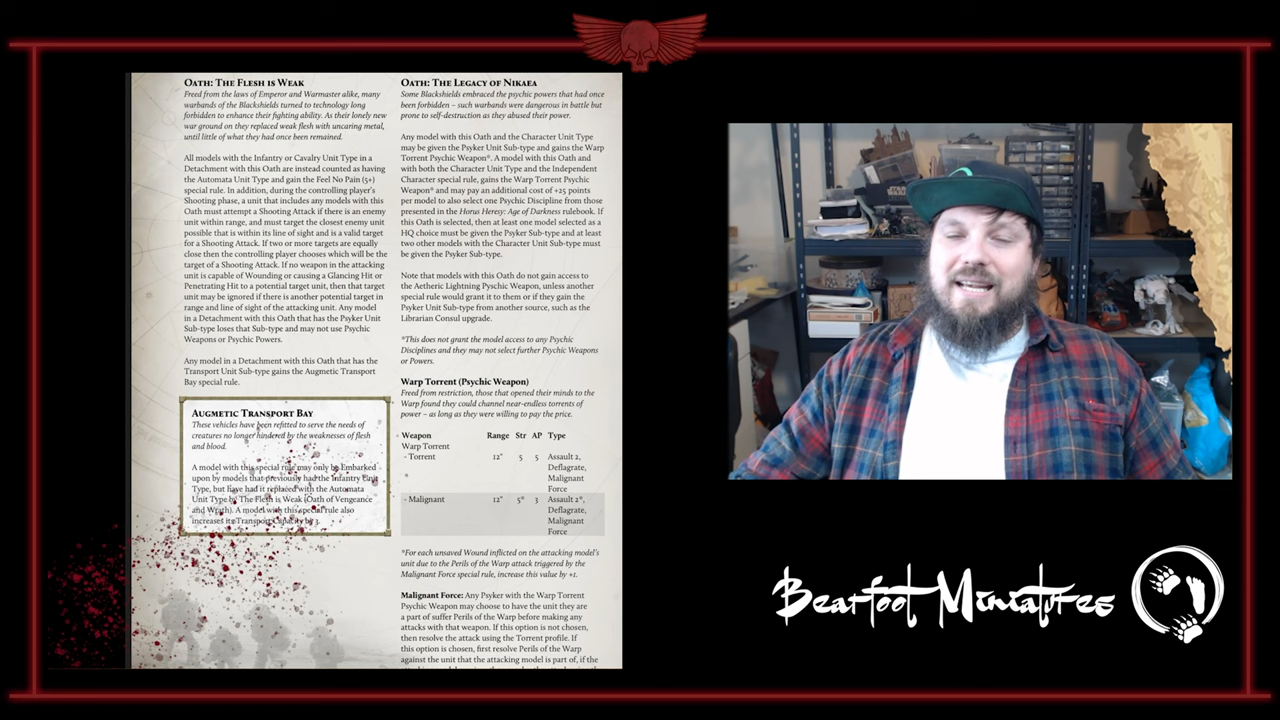 OATH: THE FLESH IS WEAK
Freed from the laws of Emperor and Warmaster alike, many
warbands of the Blackshields turned to technology long
forbidden to enhance their fighting ability. As their lonely new
war ground on they replaced weak flesh with uncaring metal,
until little of what they had once been remained.
All models with the Infantry or Cavalry Unit Type in a
Detachment with this Oath are instead counted as having
the Automata Unit Type and gain the Feel No Pain (5+)
special rule. In addition, during the controlling player's
Shooting phase, a unit that includes any models with this
Oath must attempt a Shooting Attack if there is an enemy
unit within range, and must target the closest enemy unit
possible that is within its line of sight and is a valid target
for a Shooting Attack. If two or more targets are equally
close then the controlling player chooses which will be the
target of a Shooting Attack. If no weapon in the attacking
unit is capable of Wounding or causing a Glancing Hit or
Penetrating Hit to a potential target unit, then that target
unit may be ignored if there is another potential target in
range and line of sight of the attacking unit. Any model
in a Detachment with this Oath that has the Psyker Unit
Sub-type loses that Sub-type and may not use Psychic
Weapons or Psychic Powers.
Any model in a Detachment with this Oath that has the
Transport Unit Sub-type gains the Augmetic Transport
Bay special rule.
AUGMETIC TRANSPORT BAY
These vehicles have been refitted to serve the needs of
creatures no longer hindered by the weaknesses of flesh
and blood.
A model with this special rule may only be Embarked
upon by models that previously had the Infantry Unit
Type, but have had it replaced with the Automata
Unit Type by The Flesh is Weak (Oath of Vengeance
and Wrath). A model with this special rule also
increases its Transport Capacity by 3.
OATH: THE LEGACY OF NIKAEA
Some Blackshields embraced the psychic powers that had once
been forbidden – such warbands were dangerous in battle but
prone to self-destruction as they abused their power.
Any model with this Oath and the Character Unit Type
may be given the Psyker Unit Sub-type and gains the Warp
Torrent Psychic Weapon*. A model with this Oath and
with both the Character Unit Type and the Independent
Character special rule, gains the Warp Torrent Psychic
Weapon* and may pay an additional cost of +25 points
per model to also select one Psychic Discipline from those
presented in the Horus Heresy: Age of Darkness rulebook. If
this Oath is selected, then at least one model selected as a
HQ choice must be given the Psyker Sub-type and at least
two other models with the Character Unit Sub-type must
be given the Psyker Sub-type.
Note that models with this Oath do not gain access to
the Aetheric Lightning Pyschic Weapon, unless another
special rule would grant it to them or if they gain the
Psyker Unit Sub-type from another source, such as the
Librarian Consul upgrade.
*This does not grant the model access to any Psychic
Disciplines and they may not select further Psychic Weapons
or Powers.
Warp Torrent (Psychic Weapon)
Freed from restriction, those that opened their minds to the
Warp found they could channel near-endless torrents of
power – as long as they were willing to pay the price.
Weapon Range Str AP Type
Warp Torrent
- Torrent 12" 5 5 Assault 2,
Deflagrate,
* Malignant
Force
- Malignant 12" 5* 3 Assault 2*,
Deflagrate,
Malignant
Force
*For each unsaved Wound inflicted on the attacking model's
unit due to the Perils of the Warp attack triggered by the
Malignant Force special rule, increase this value by +1.
Malignant Force: Any Psyker with the Warp Torrent
Psychic Weapon may choose to have the unit they are
a part of suffer Perils of the Warp before making any
attacks with that weapon. If this option is not chosen,
then resolve the attack using the Torrent profile. If
this option is chosen, first resolve Perils of the Warp
against the unit that the attacking model is part of, if the
Bearfoot Miniatures